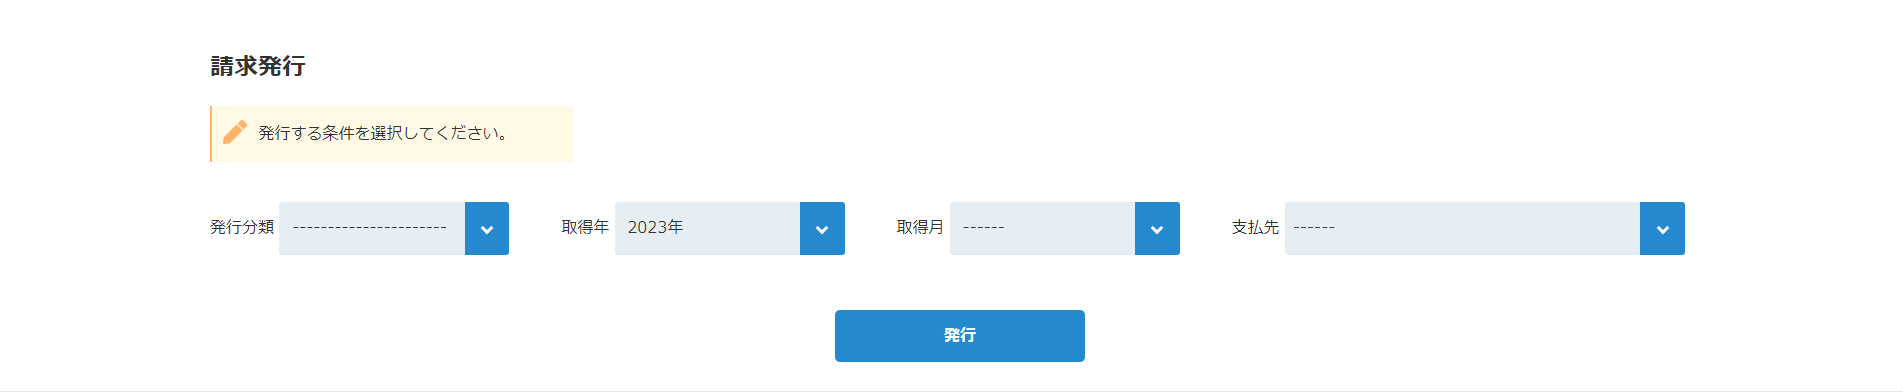 請求発行
発行する条件を選択してください。
発行分類 ---------------------- 取得年 2023年 取得月 ------ 支払先 ------
発行